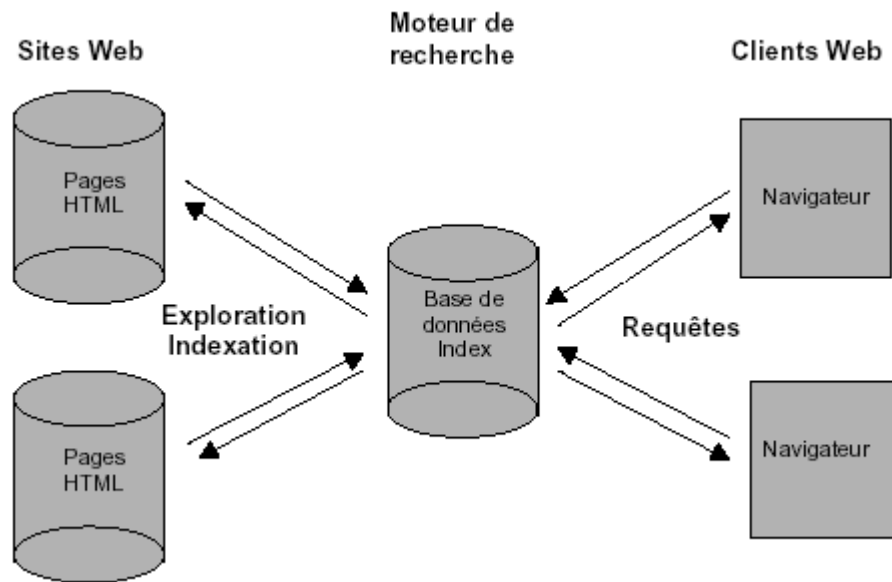 Sites Web
Moteur de
recherche
Clients Web
Pages
HTML
Navigateur
Exploration
Indexation
Base de
données
Index
Requêtes
Pages
HTML
Navigateur